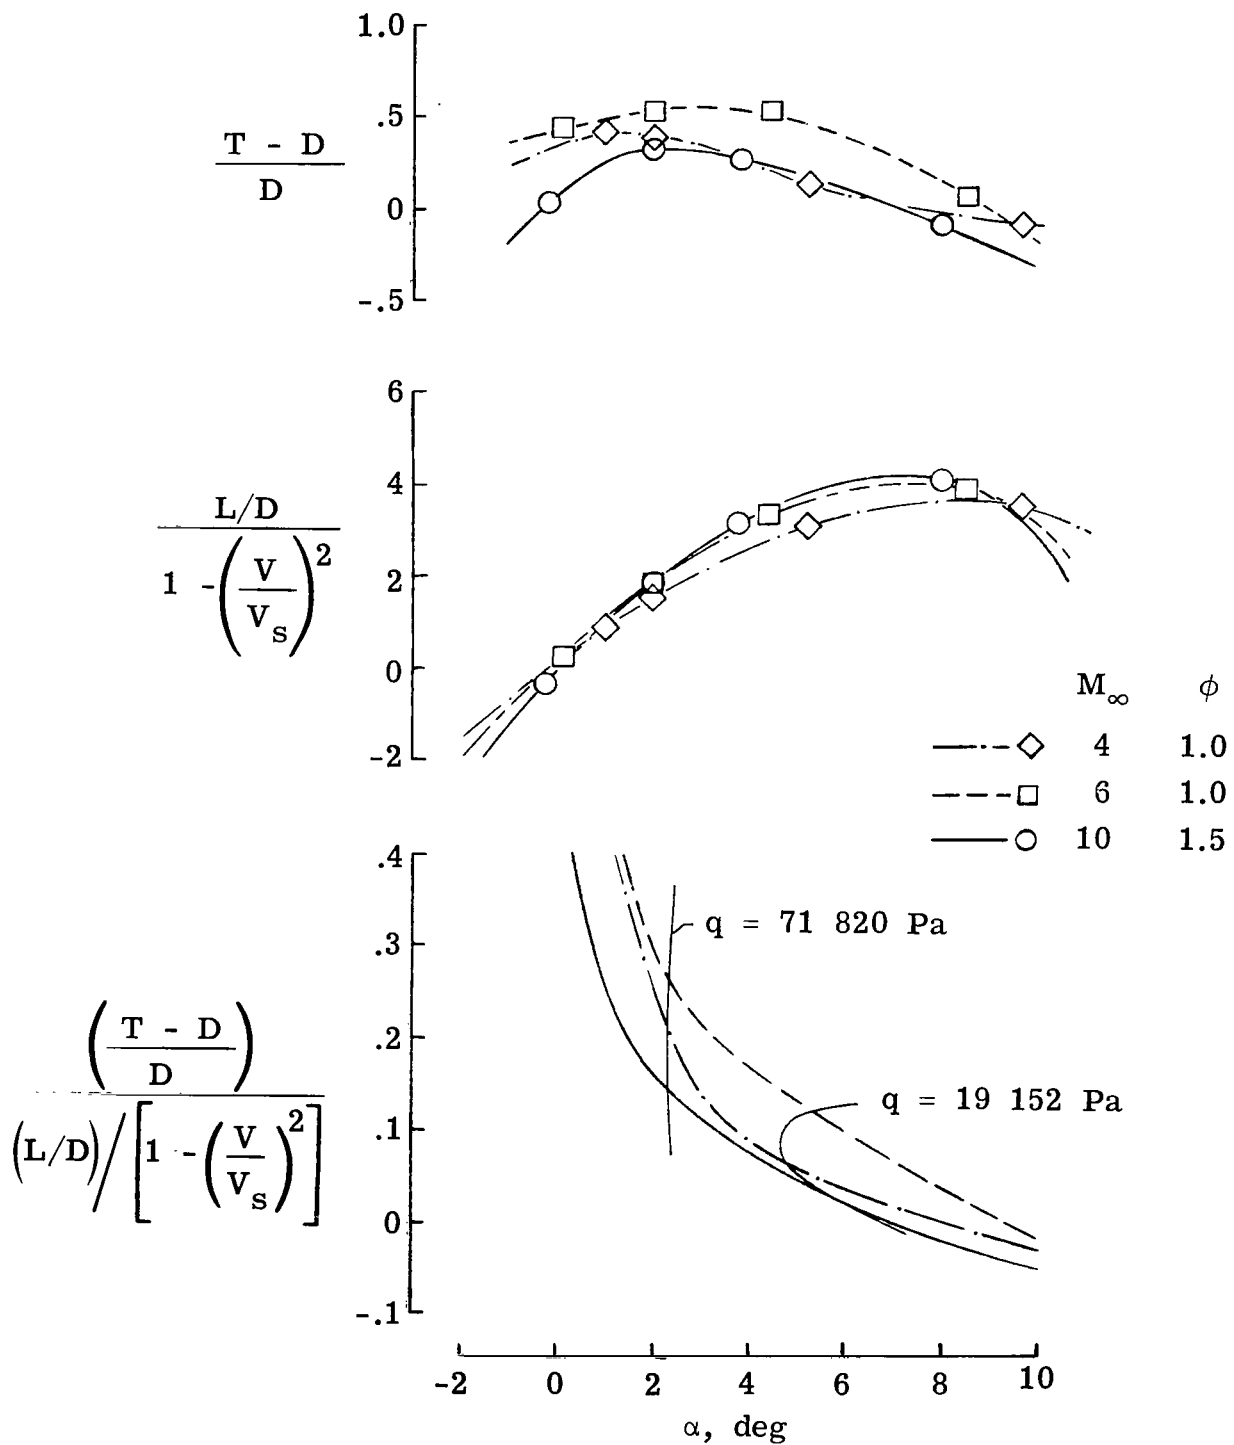 1.0
.5
0
-.5
T - D
D
6
4
2
0
-2
L/D
1 - (V/V_s)^2
M_∞ ϕ
4 1.0
6 1.0
10 1.5
.4
.3
.2
.1
0
-.1
q = 71 820 Pa
q = 19 152 Pa
(T - D / D)
(L/D)/[1 - (V/V_s)^2]
-2 0 2 4 6 8 10
α, deg